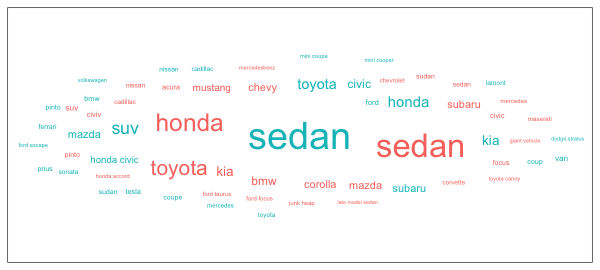 mini coupe
mini cooper
nissan cadillac mercedesbanz
volkswagen nissan acura mustang chevy toyota civic chevrolet sudan sedan lamont
pinto suv bmw cadillac ford honda subaru mercedes
civiv civic maserati
ferrari mazda suv honda sedan sedan kia giant vehicle dodge stratus
ford escape
pinto honda civic toyota kia focus coup van
prius sonata honda accord bmw corolla mazda subaru corvette toyota camry
sudan tesla coupe ford taurus ford focus junk heap late model sedan
mercedes
toyota